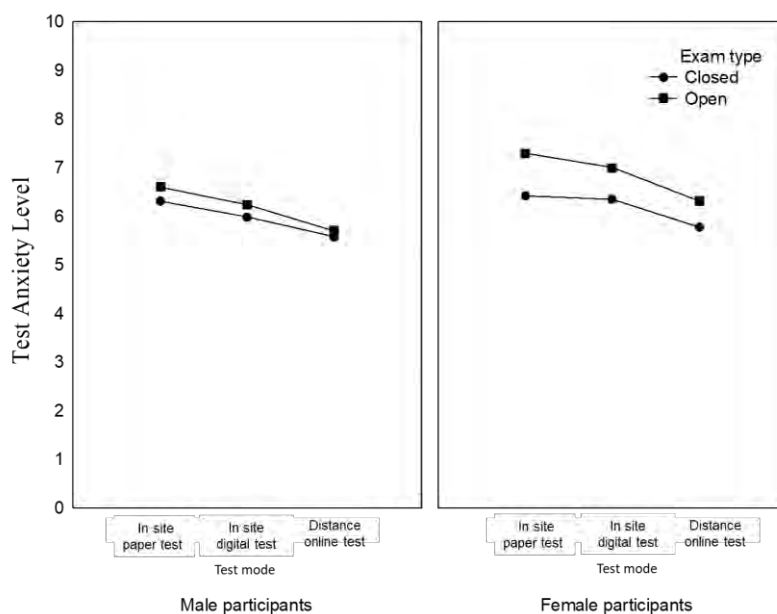 10
9
8
7
6
5
4
3
2
1
0
Test Anxiety Level
Exam type
Closed
Open
In site
paper test
In site
digital test
Distance
online test
Test mode
Male participants
In site
paper test
In site
digital test
Distance
online test
Test mode
Female participants